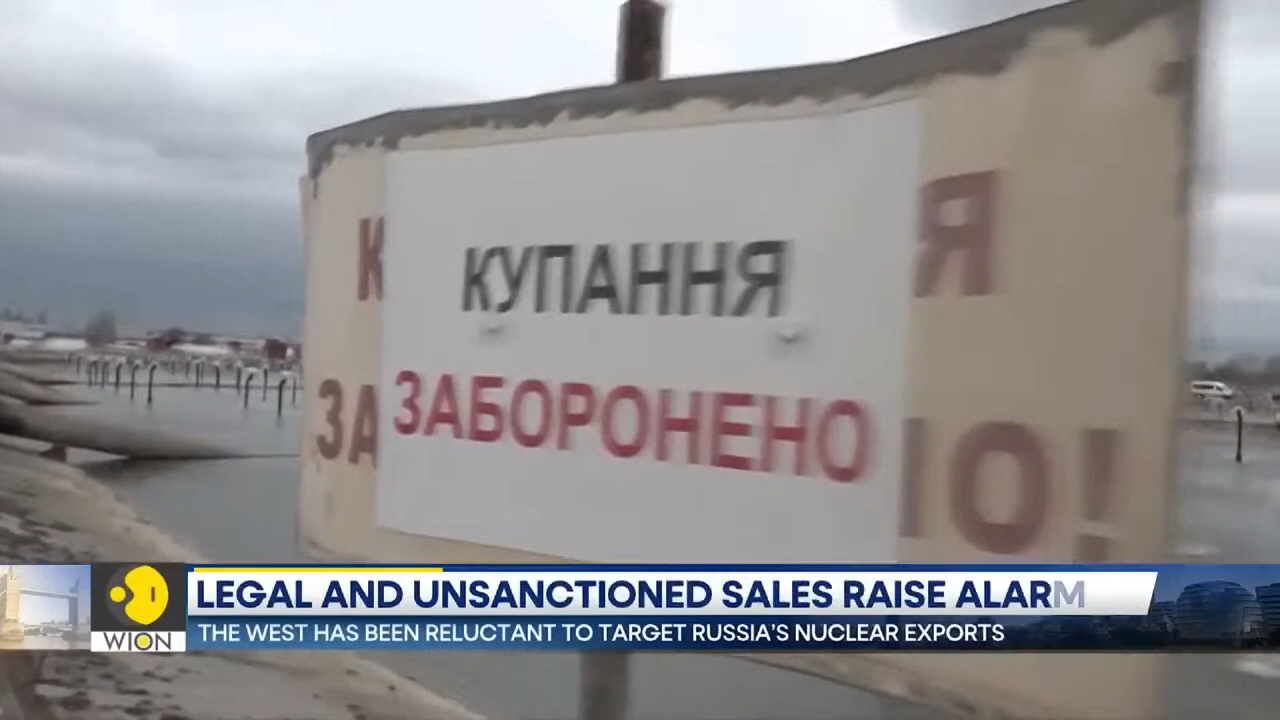 КУПАННЯ
ЗАБОРОНЕНО
К Я
ЗА О!
LEGAL AND UNSANCTIONED SALES RAISE ALARM
THE WEST HAS BEEN RELUCTANT TO TARGET RUSSIA'S NUCLEAR EXPORTS
WION